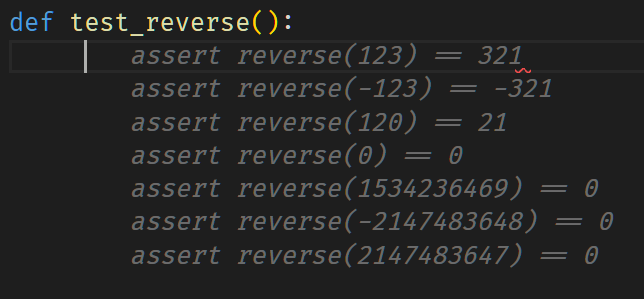 def test_reverse():
assert reverse(123) == 321
assert reverse(-123) == -321
assert reverse(120) == 21
assert reverse(0) == 0
assert reverse(1534236469) == 0
assert reverse(-2147483648) == 0
assert reverse(2147483647) == 0